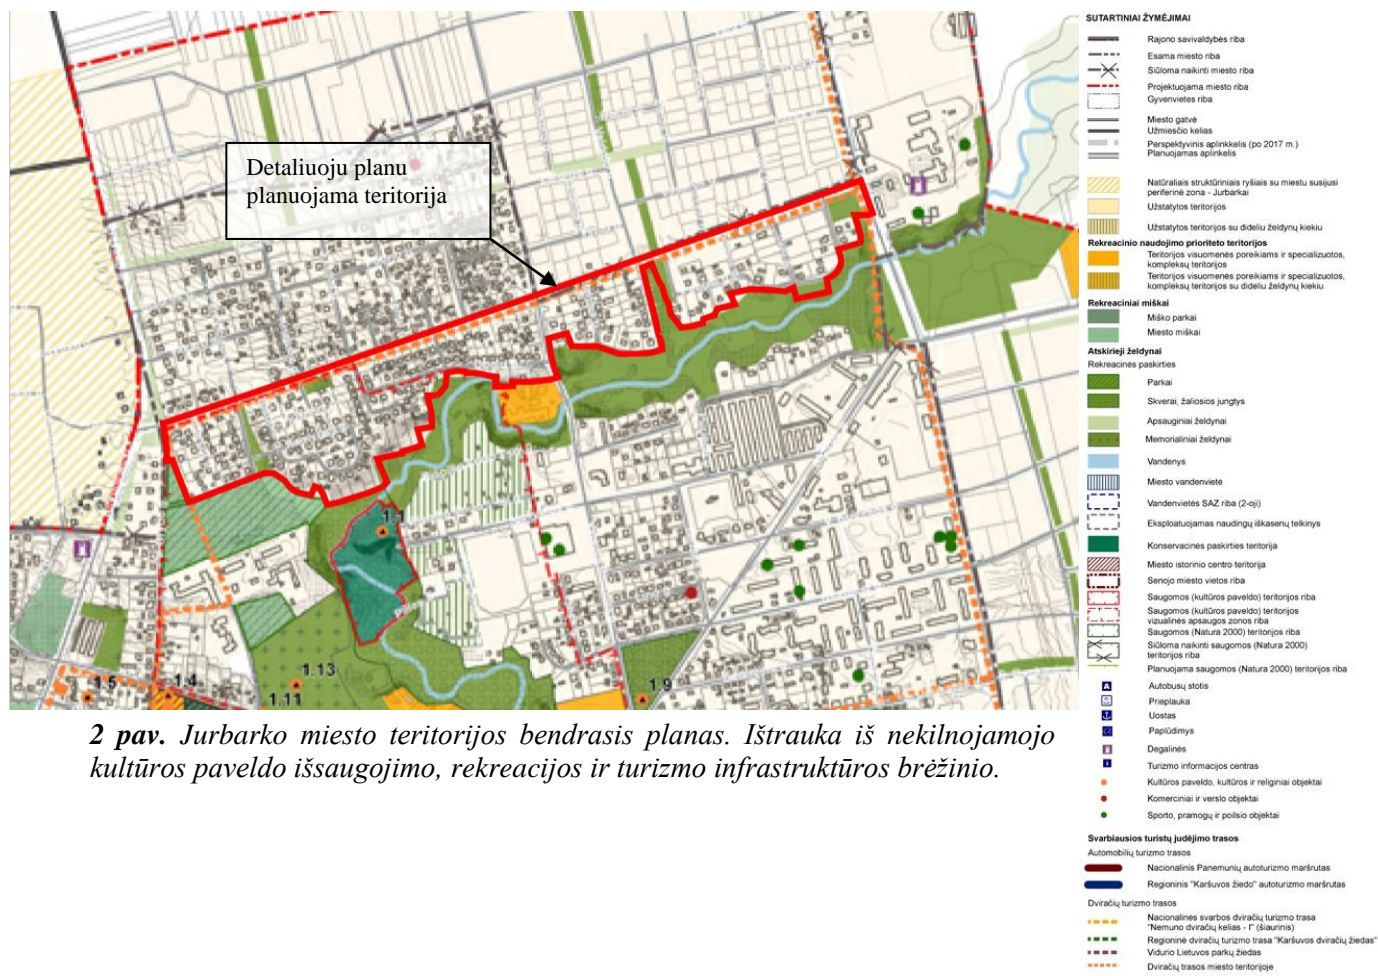 Detaliuoju planu
planuojama teritorija
1.1
1.13
1.11
1.5
1.4
1.9
2 pav. Jurbarko miesto teritorijos bendrasis planas. Ištrauka iš nekilnojamojo
kultūros paveldo išsaugojimo, rekreacijos ir turizmo infrastruktūros brėžinio.
SUTARTINIAI ŽYMĖJIMAI
Rajono savivaldybės riba
Esama miesto riba
Siūloma naikinti miesto riba
Projektuojama miesto riba
Gyvenvietės riba
Miesto gatvė
Užmiesčio kelias
Perspektyvinis aplinkkelis (po 2017 m.)
Planuojamas aplinkelis
Natūraliais struktūriniais ryšiais su miestu susijusi
periferinė zona - Jurbarkai
Užstatytos teritorijos
Užstatytos teritorijos su dideliu želdynų kiekiu
Rekreacinio naudojimo prioriteto teritorijos
Teritorijos visuomenės poreikiams ir specializuotos,
kompleksų teritorijos
Teritorijos visuomenės poreikiams ir specializuotos,
kompleksų teritorijos su dideliu želdynų kiekiu
Rekreaciniai miškai
Miško parkai
Miesto miškai
Atskirieji želdynai
Rekreacinės paskirties
Parkai
Skverai, žaliosios jungtys
Apsauginiai želdynai
Memorialiniai želdynai
Vandenys
Miesto vandenvietė
Vandenvietės SAZ riba (2-oji)
Eksploatuojamas naudingų iškasenų telkinys
Konservacinės paskirties teritorija
Miesto istorinio centro teritorija
Senojo miesto vietos riba
Saugomos (kultūros paveldo) teritorijos riba
Saugomos (kultūros paveldo) teritorijos
vizualinės apsaugos zonos riba
Saugomos (Natura 2000) teritorijos riba
Siūloma naikinti saugomos (Natura 2000)
teritorijos riba
Planuojama saugomos (Natura 2000) teritorijos riba
A Autobusų stotis
Prieplauka
Uostas
Paplūdimys
Degalinės
Turizmo informacijos centras
Kultūros paveldo, kultūros ir religiniai objektai
Komerciniai ir verslo objektai
Sporto, pramogų ir poilsio objektai
Svarbiausios turistų judėjimo trasos
Automobilių turizmo trasos
Nacionalinis Panemunių autoturizmo maršrutas
Regioninis "Karšuvos žiedo" autoturizmo maršrutas
Dviračių turizmo trasos
Nacionalinės svarbos dviračių turizmo trasa
"Nemuno dviračių kelias - I" (šiaurinis)
Regioninė dviračių turizmo trasa "Karšuvos dviračių žiedas"
Vidurio Lietuvos parkų žiedas
Dviračių trasos miesto teritorijoje